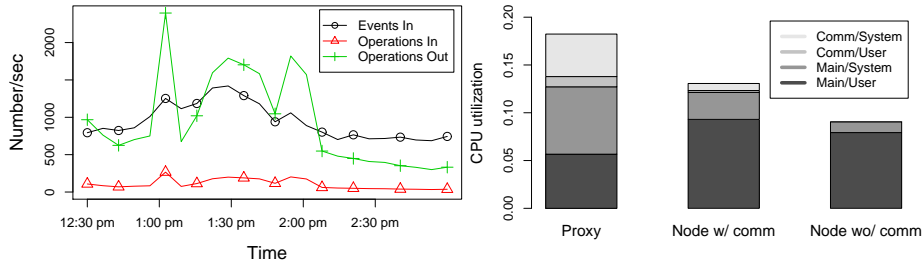 Number/sec
0
500
1000
2000
12:30 pm
1:00 pm
1:30 pm
2:00 pm
2:30 pm
Time
Events In
Operations In
Operations Out
CPU utilization
0.00
0.05
0.10
0.15
0.20
Proxy
Node w/ comm
Node wo/ comm
Comm/System
Comm/User
Main/System
Main/User